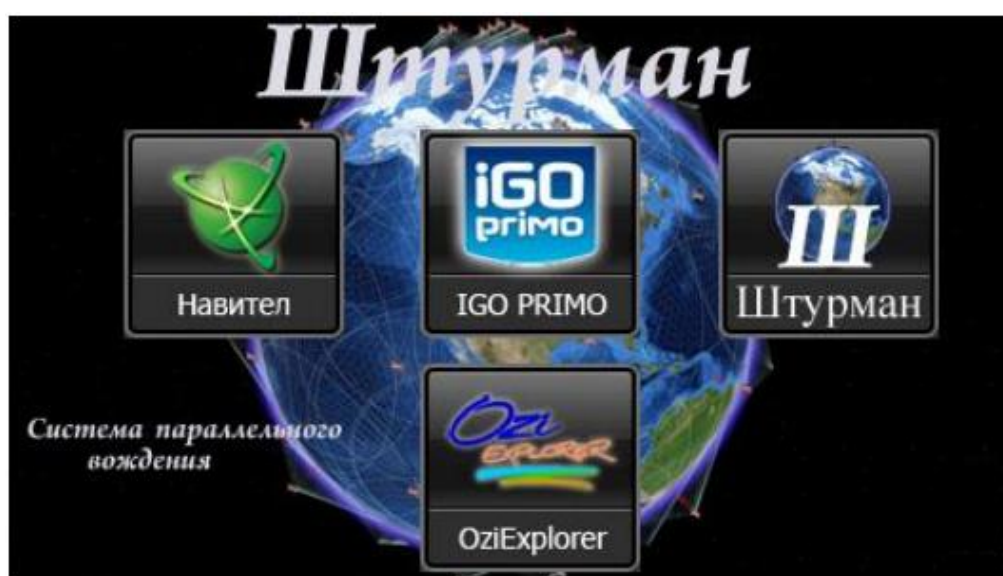 Штурман
iGO
primo
Ш
Навител
IGO PRIMO
Штурман
Система параллельного
вождения
Ozi
EXPLORER
OziExplorer